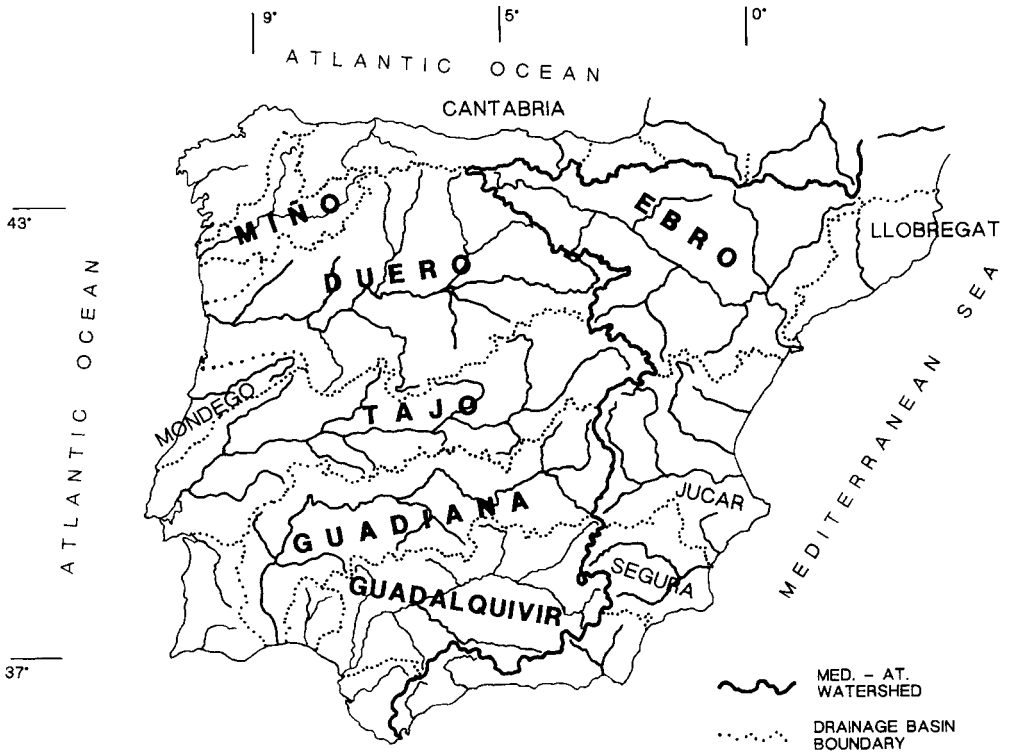 9°
5°
0°
ATLANTIC OCEAN
CANTABRIA
43°
MIÑO
EBRO
LLOBREGAT
DUERO
ATLANTIC OCEAN
MEDITERRANEAN SEA
MONDEGO
TAJO
GUADIANA
JUCAR
SEGURA
GUADALQUIVIR
37°
MED. - AT.
WATERSHED
DRAINAGE BASIN
BOUNDARY